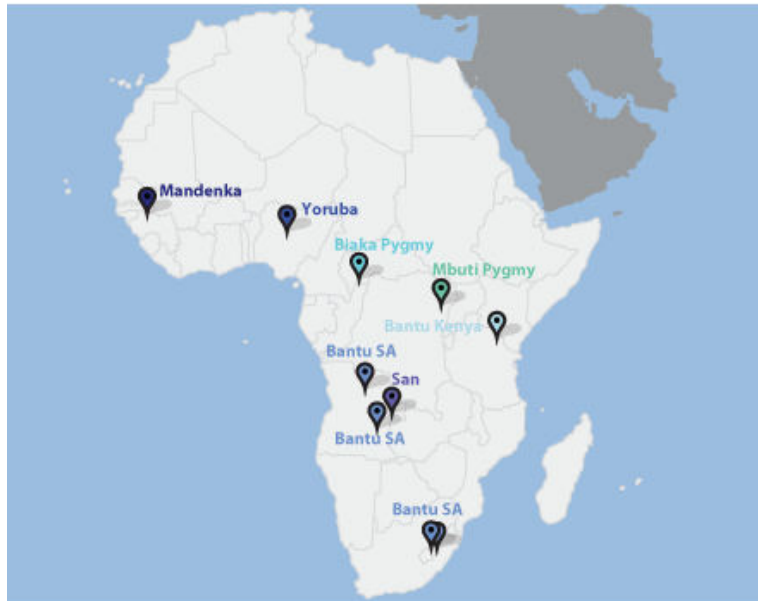 Mandenka
Yoruba
Biaka Pygmy
Mbuti Pygmy
Bantu Kenya
Bantu SA
San
Bantu SA
Bantu SA